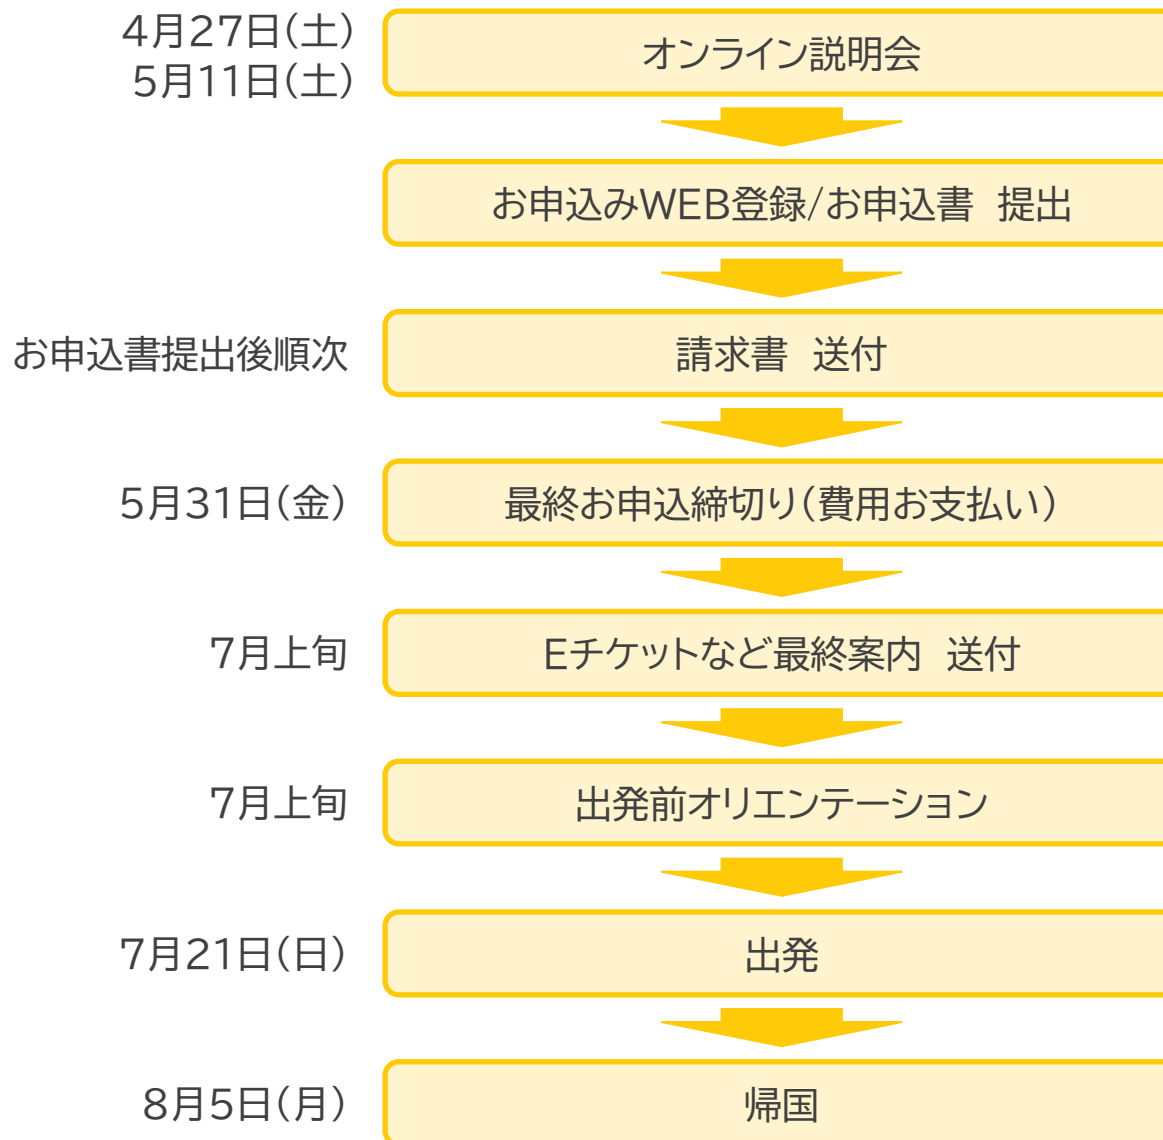 4月27日(土)
5月11日(土)
オンライン説明会
お申込みWEB登録/お申込書　提出
お申込書提出後順次
請求書　送付
5月31日(金)
最終お申込締切り(費用お支払い)
7月上旬
Eチケットなど最終案内　送付
7月上旬
出発前オリエンテーション
7月21日(日)
出発
8月5日(月)
帰国